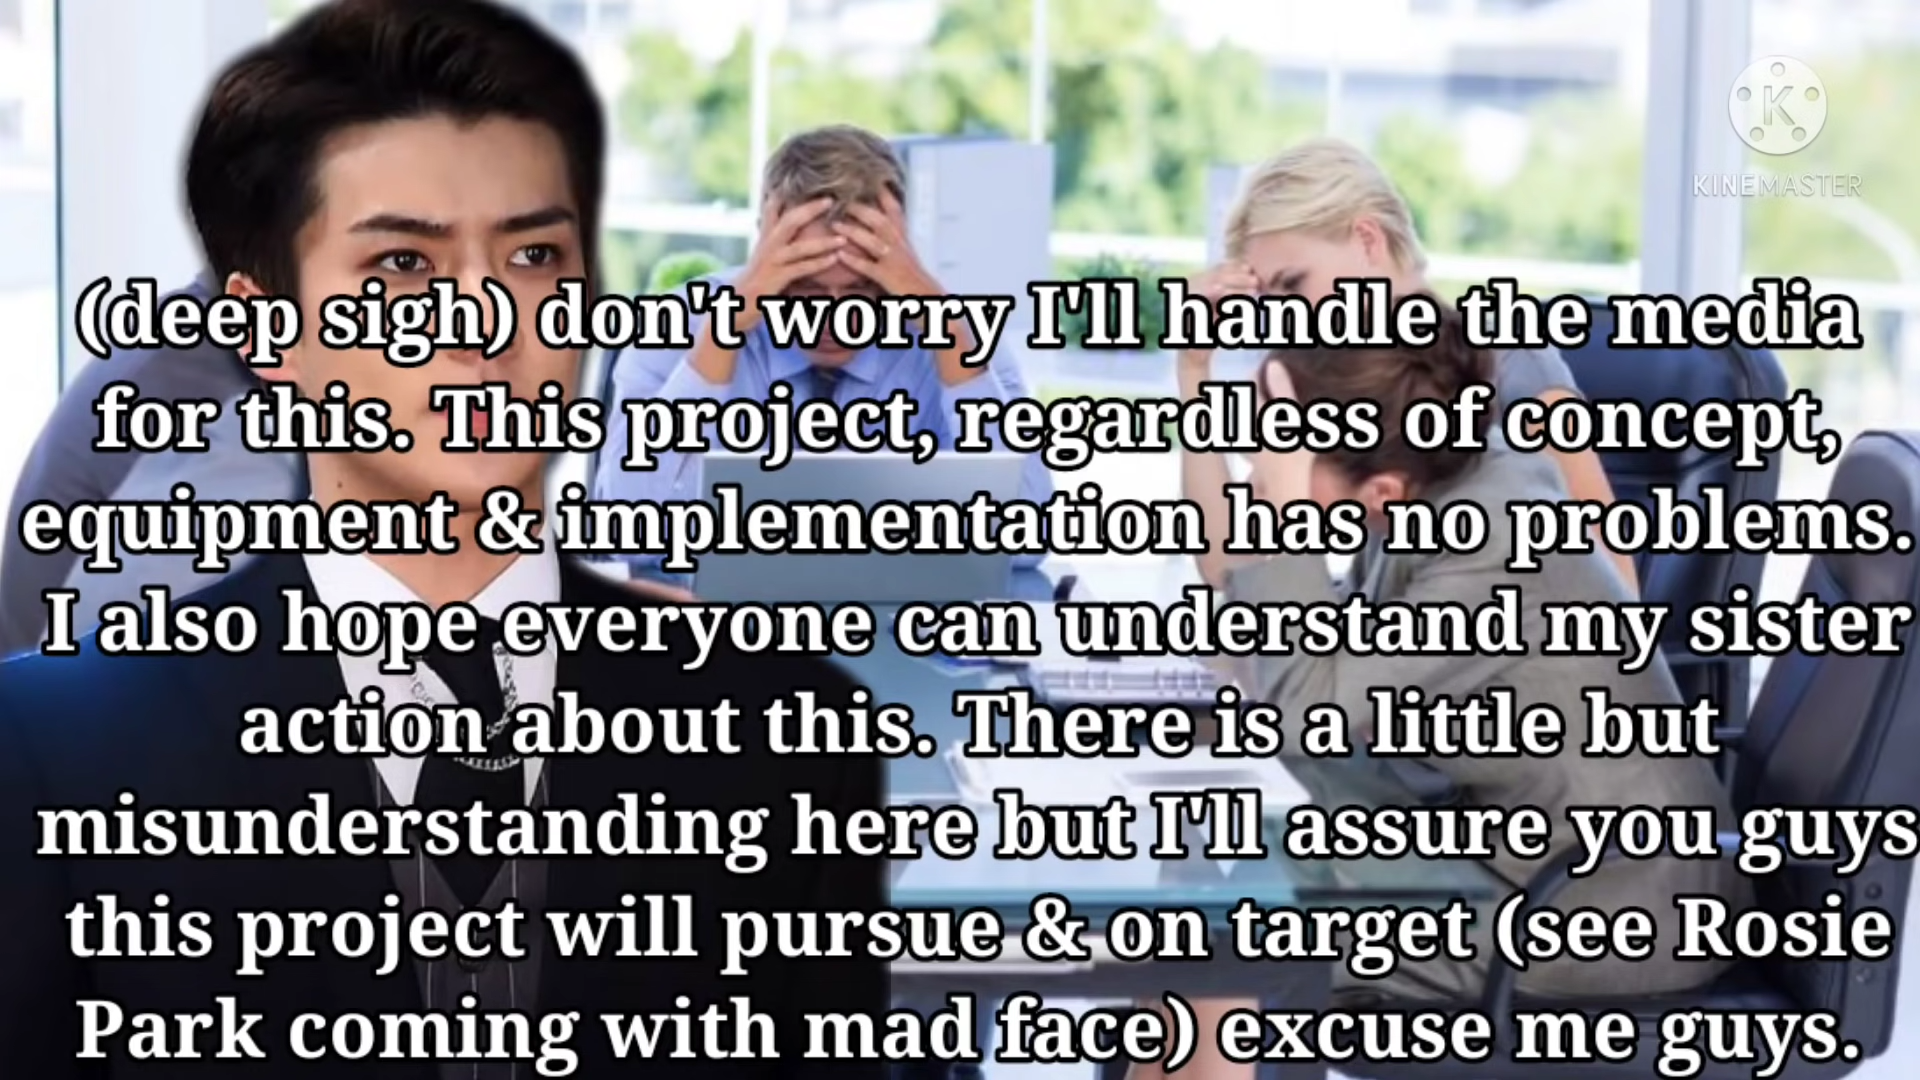 KINEMASTER
(deep sigh) don't worry I'll handle the media
for this. This project, regardless of concept,
equipment & implementation has no problems.
I also hope everyone can understand my sister
action about this. There is a little but
misunderstanding here but I'll assure you guys
this project will pursue & on target (see Rosie
Park coming with mad face) excuse me guys.